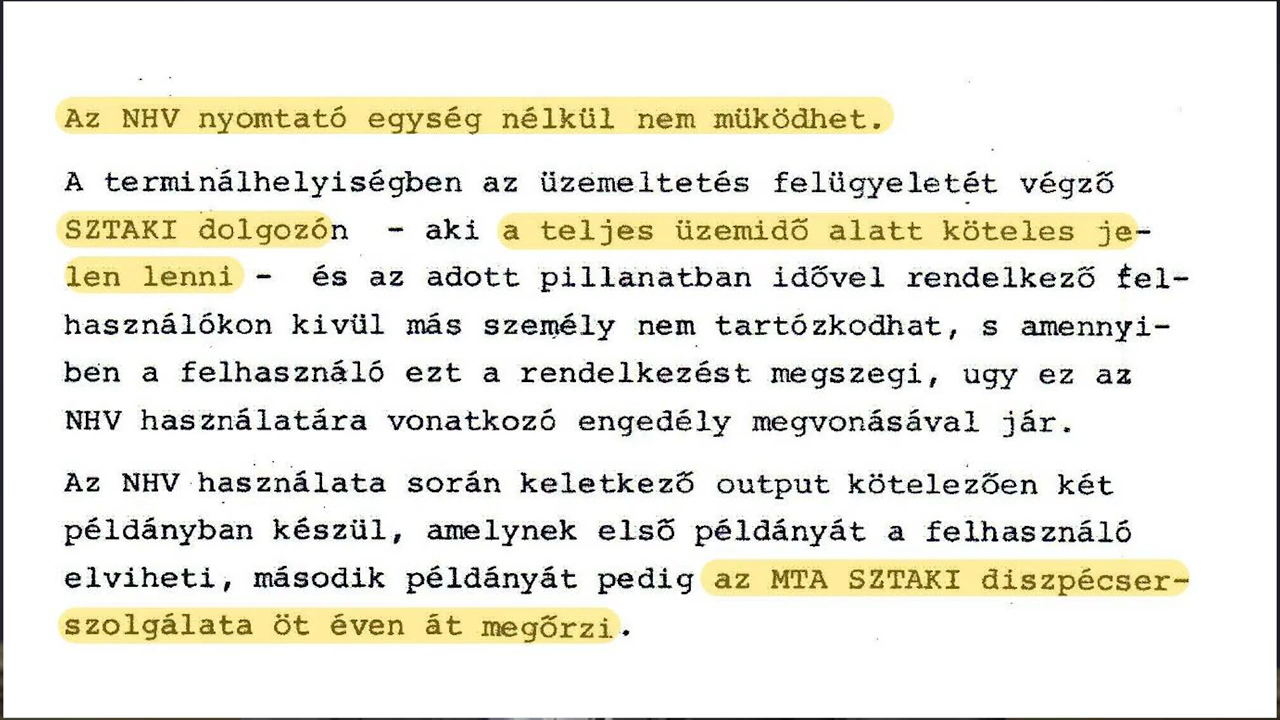 Az NHV nyomtató egység nélkül nem müködhet.
A terminálhelyiségben az üzemeltetés felügyeletét végző
SZTAKI dolgozón - aki a teljes üzemidő alatt köteles je-
len lenni - és az adott pillanatban idővel rendelkező fel-
használókon kivül más személy nem tartózkodhat, s amennyi-
ben a felhasználó ezt a rendelkezést megszegi, ugy ez az
NHV használatára vonatkozó engedély megvonásával jár.
Az NHV használata során keletkező output kötelezően két
példányban készül, amelynek első példányát a felhasználó
elviheti, második példányát pedig az MTA SZTAKI diszpécser-
szolgálata öt éven át megőrzi.